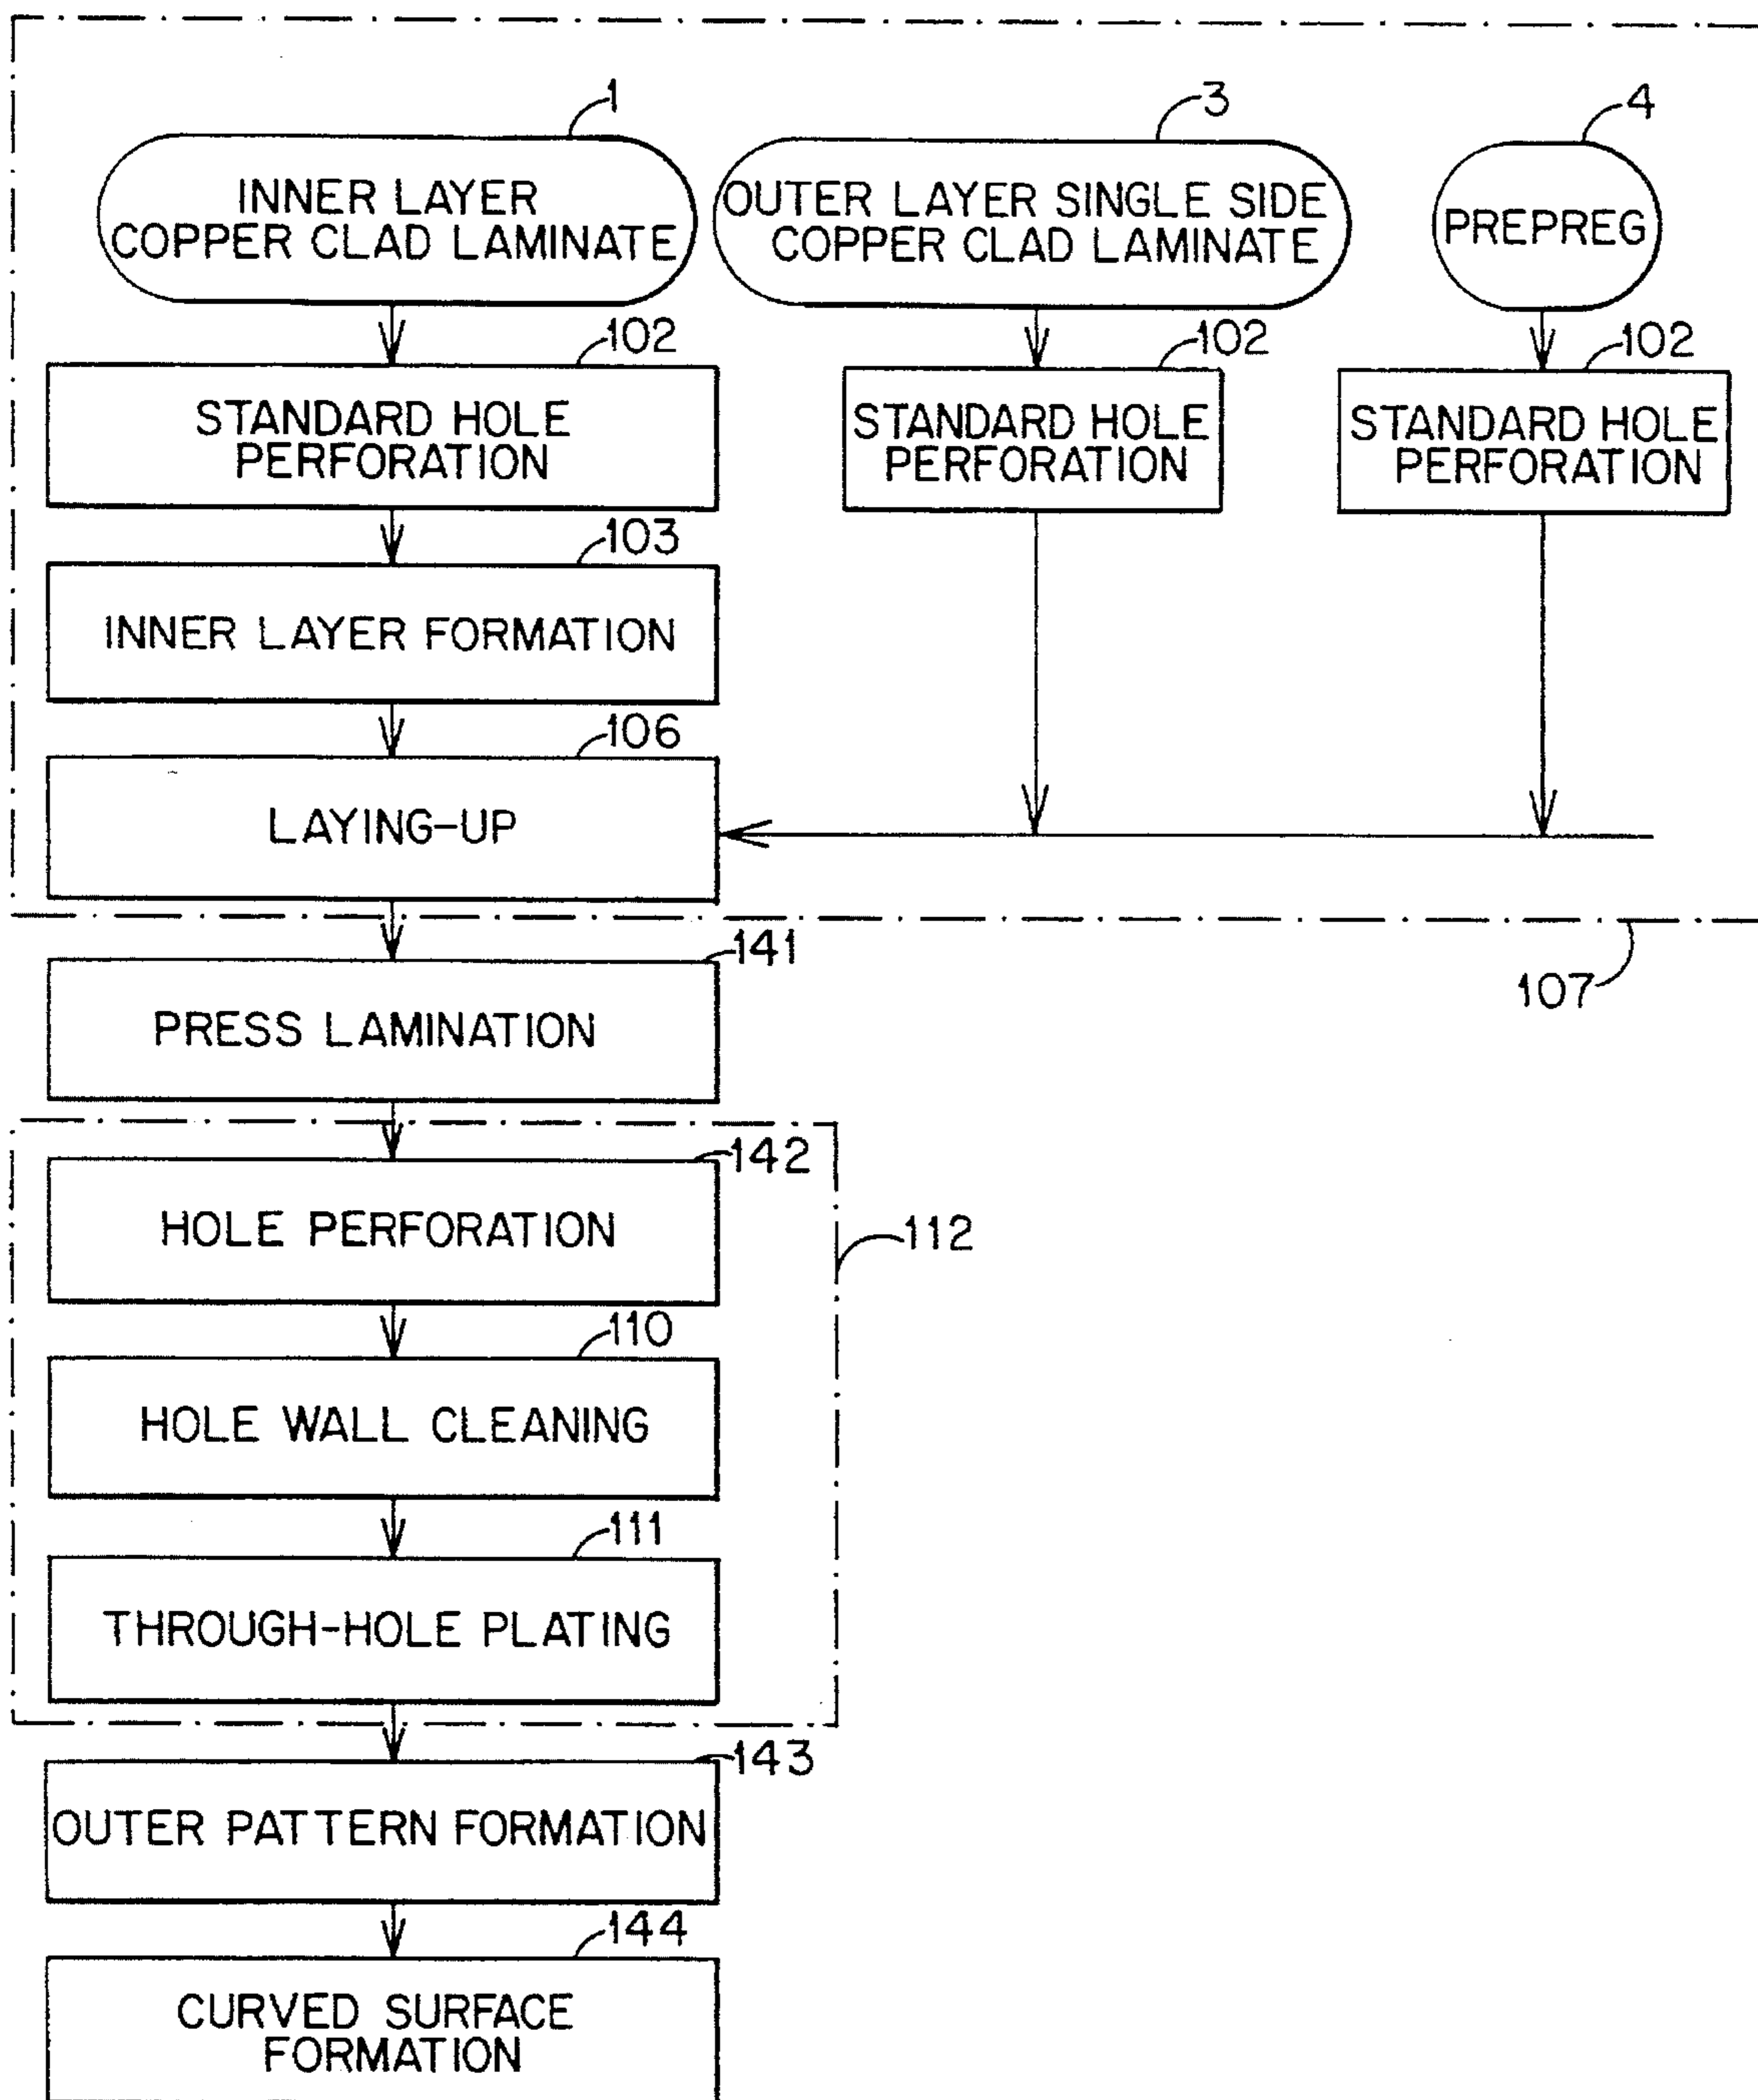 1
3
4
INNER LAYER
COPPER CLAD LAMINATE
OUTER LAYER SINGLE SIDE
COPPER CLAD LAMINATE
PREPREG
102
102
102
STANDARD HOLE
PERFORATION
STANDARD HOLE
PERFORATION
STANDARD HOLE
PERFORATION
103
INNER LAYER FORMATION
106
LAYING-UP
107
141
PRESS LAMINATION
142
HOLE PERFORATION
112
110
HOLE WALL CLEANING
111
THROUGH-HOLE PLATING
143
OUTER PATTERN FORMATION
144
CURVED SURFACE
FORMATION